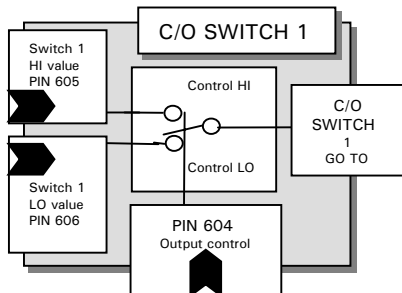 C/O SWITCH 1
Switch 1
HI value
PIN 605
Control HI
C/O
SWITCH
1
GO TO
Control LO
Switch 1
LO value
PIN 606
PIN 604
Output control